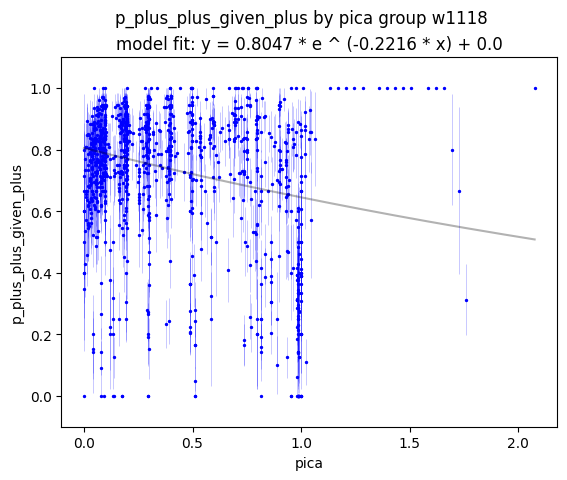 p_plus_plus_given_plus by pica group w1118
model fit: y = 0.8047 * e ^ (-0.2216 * x) + 0.0
1.0
0.8
0.6
0.4
0.2
0.0
p_plus_plus_given_plus
0.0 0.5 1.0 1.5 2.0
pica